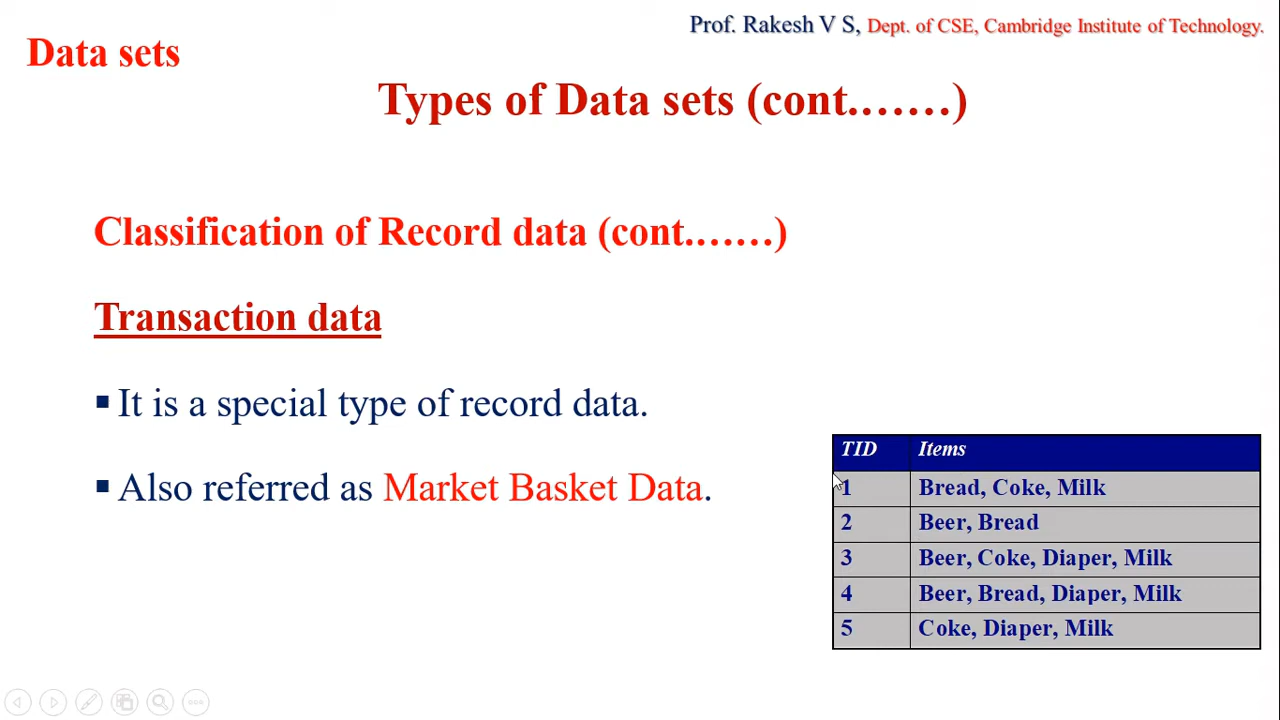 Prof. Rakesh V S, Dept. of CSE, Cambridge Institute of Technology.
Data sets
Types of Data sets (cont.……)
Classification of Record data (cont.……)
Transaction data
▪ It is a special type of record data.
▪ Also referred as Market Basket Data.
TID Items
1 Bread, Coke, Milk
2 Beer, Bread
3 Beer, Coke, Diaper, Milk
4 Beer, Bread, Diaper, Milk
5 Coke, Diaper, Milk